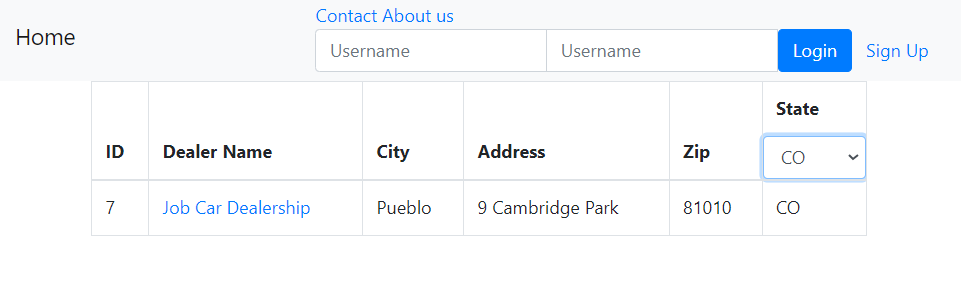 Contact About us
Home
Username Username Login Sign Up
State
ID Dealer Name City Address Zip
CO
7 Job Car Dealership Pueblo 9 Cambridge Park 81010 CO